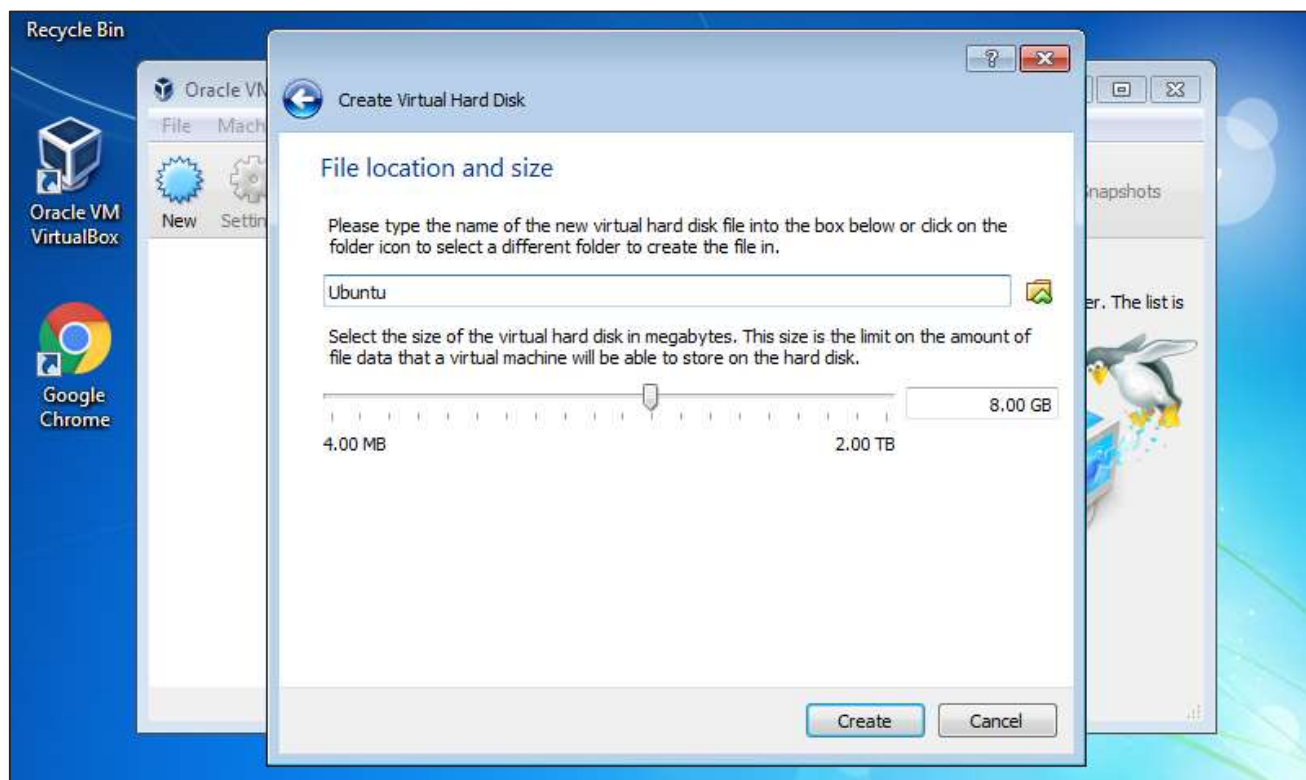 Recycle Bin
Oracle VM
VirtualBox
Google
Chrome
Oracle VM
File Mach
New
Create Virtual Hard Disk
File location and size
Please type the name of the new virtual hard disk file into the box below or click on the
folder icon to select a different folder to create the file in.
Ubuntu
Select the size of the virtual hard disk in megabytes. This size is the limit on the amount of
file data that a virtual machine will be able to store on the hard disk.
8.00 GB
4.00 MB 2.00 TB
Create Cancel
er. The list is